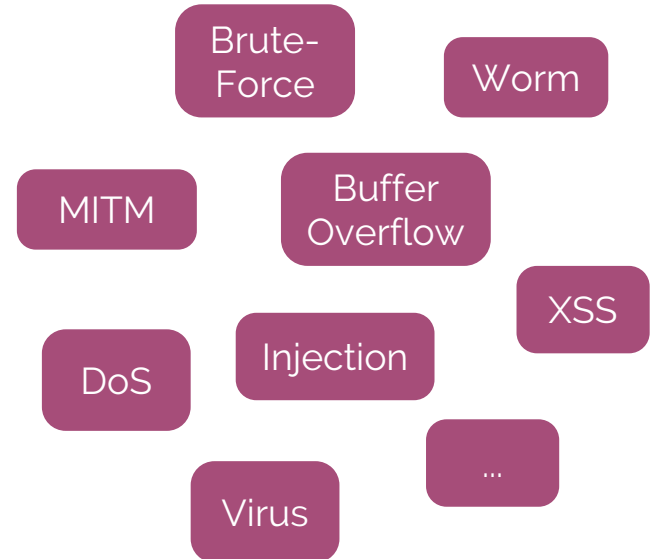 Brute-
Force
Worm
MITM
Buffer
Overflow
XSS
Injection
DoS
...
Virus